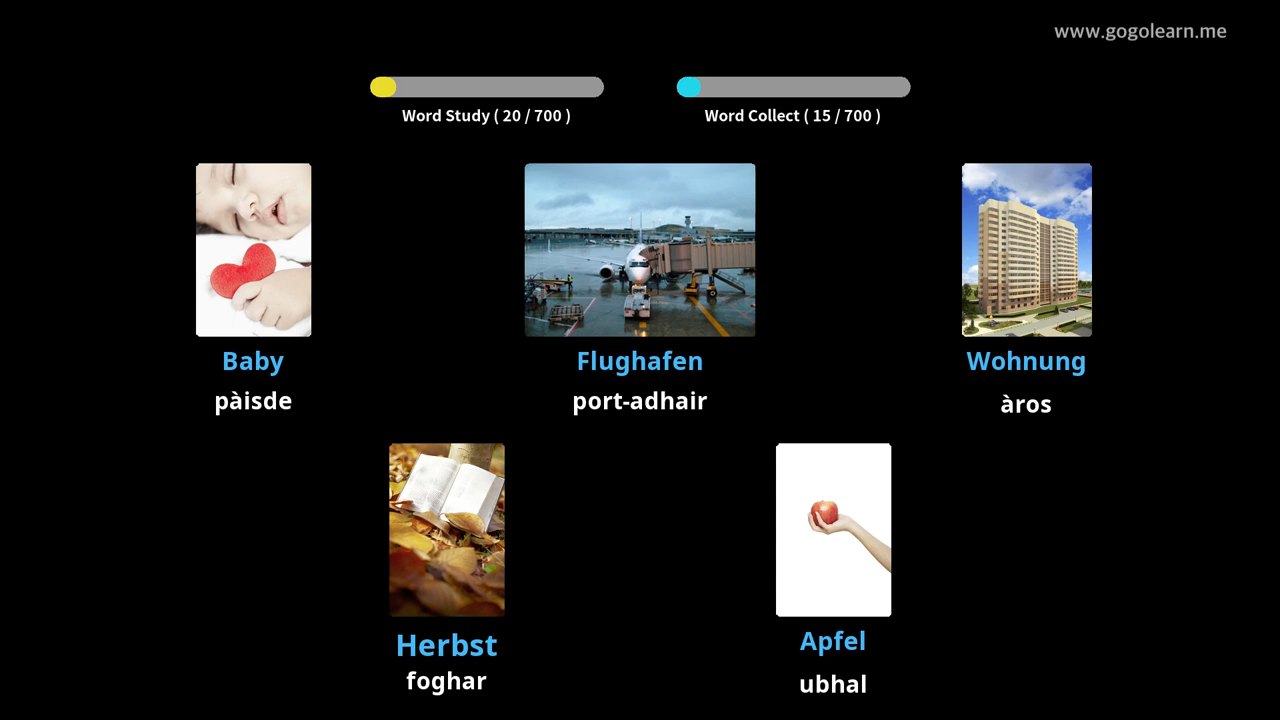 www.gogolearn.me
Word Study ( 20 / 700 )
Word Collect ( 15 / 700 )
Baby
pàisde
Flughafen
port-adhair
Wohnung
àros
Herbst
foghar
Apfel
ubhal